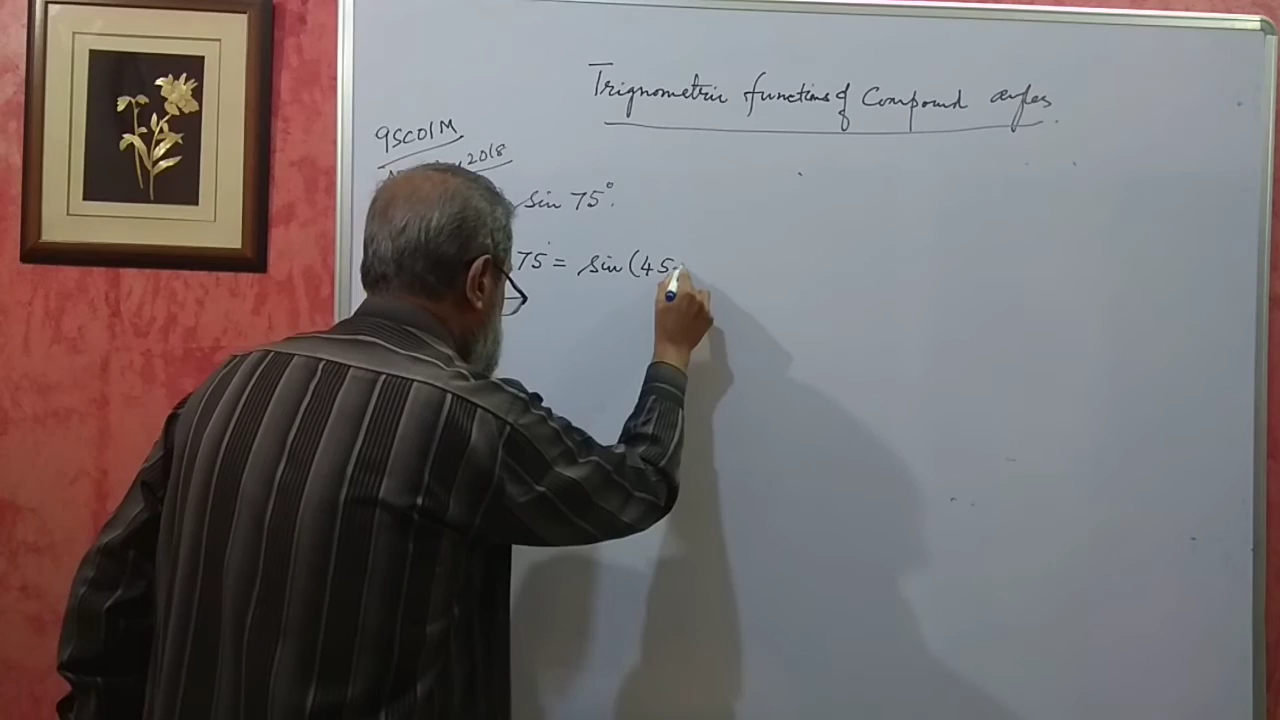 Trignometric functions of Compound angles.
9SC01M
2018
sin 75°.
75° = sin (45